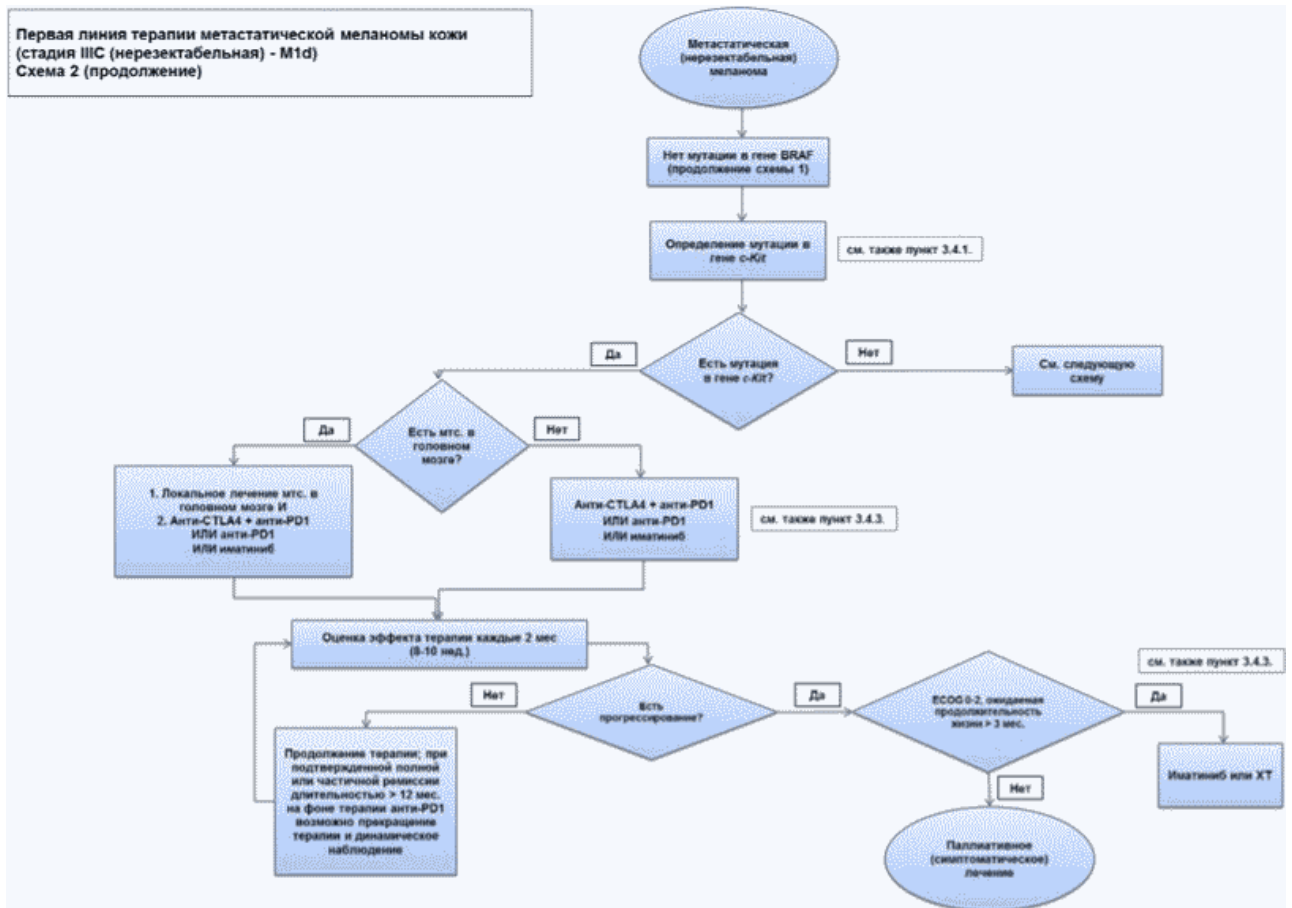 Первая линия терапии метастатической меланомы кожи
(стадия IIIC (нерезектабельная) - M1d)
Схема 2 (продолжение)
Метастатическая
(нерезектабельная)
меланома
Нет мутации в гене BRAF
(продолжение схемы 1)
Определение мутации в
гене c-Kit
см. также пункт 3.4.1.
Есть мутация
в гене c-Kit?
Да
Нет
См. следующую
схему
Есть мтс. в
головном
мозге?
Да
Нет
1. Локальное лечение мтс. в
головном мозге И
2. Анти-CTLA4 + анти-PD1
ИЛИ анти-PD1
ИЛИ иматиниб
Анти-CTLA4 + анти-PD1
ИЛИ анти-PD1
ИЛИ иматиниб
см. также пункт 3.4.3.
Оценка эффекта терапии каждые 2 мес
(8-10 нед.)
Есть
прогрессирование?
Нет
Да
Продолжение терапии; при
подтвержденной полной
или частичной ремиссии
длительностью > 12 мес.
на фоне терапии анти-PD1
возможно прекращение
терапии и динамическое
наблюдение
ECOG 0-2, ожидаемая
продолжительность
жизни > 3 мес.
см. также пункт 3.4.3.
Да
Иматиниб или ХТ
Нет
Паллиативное
(симптоматическое)
лечение